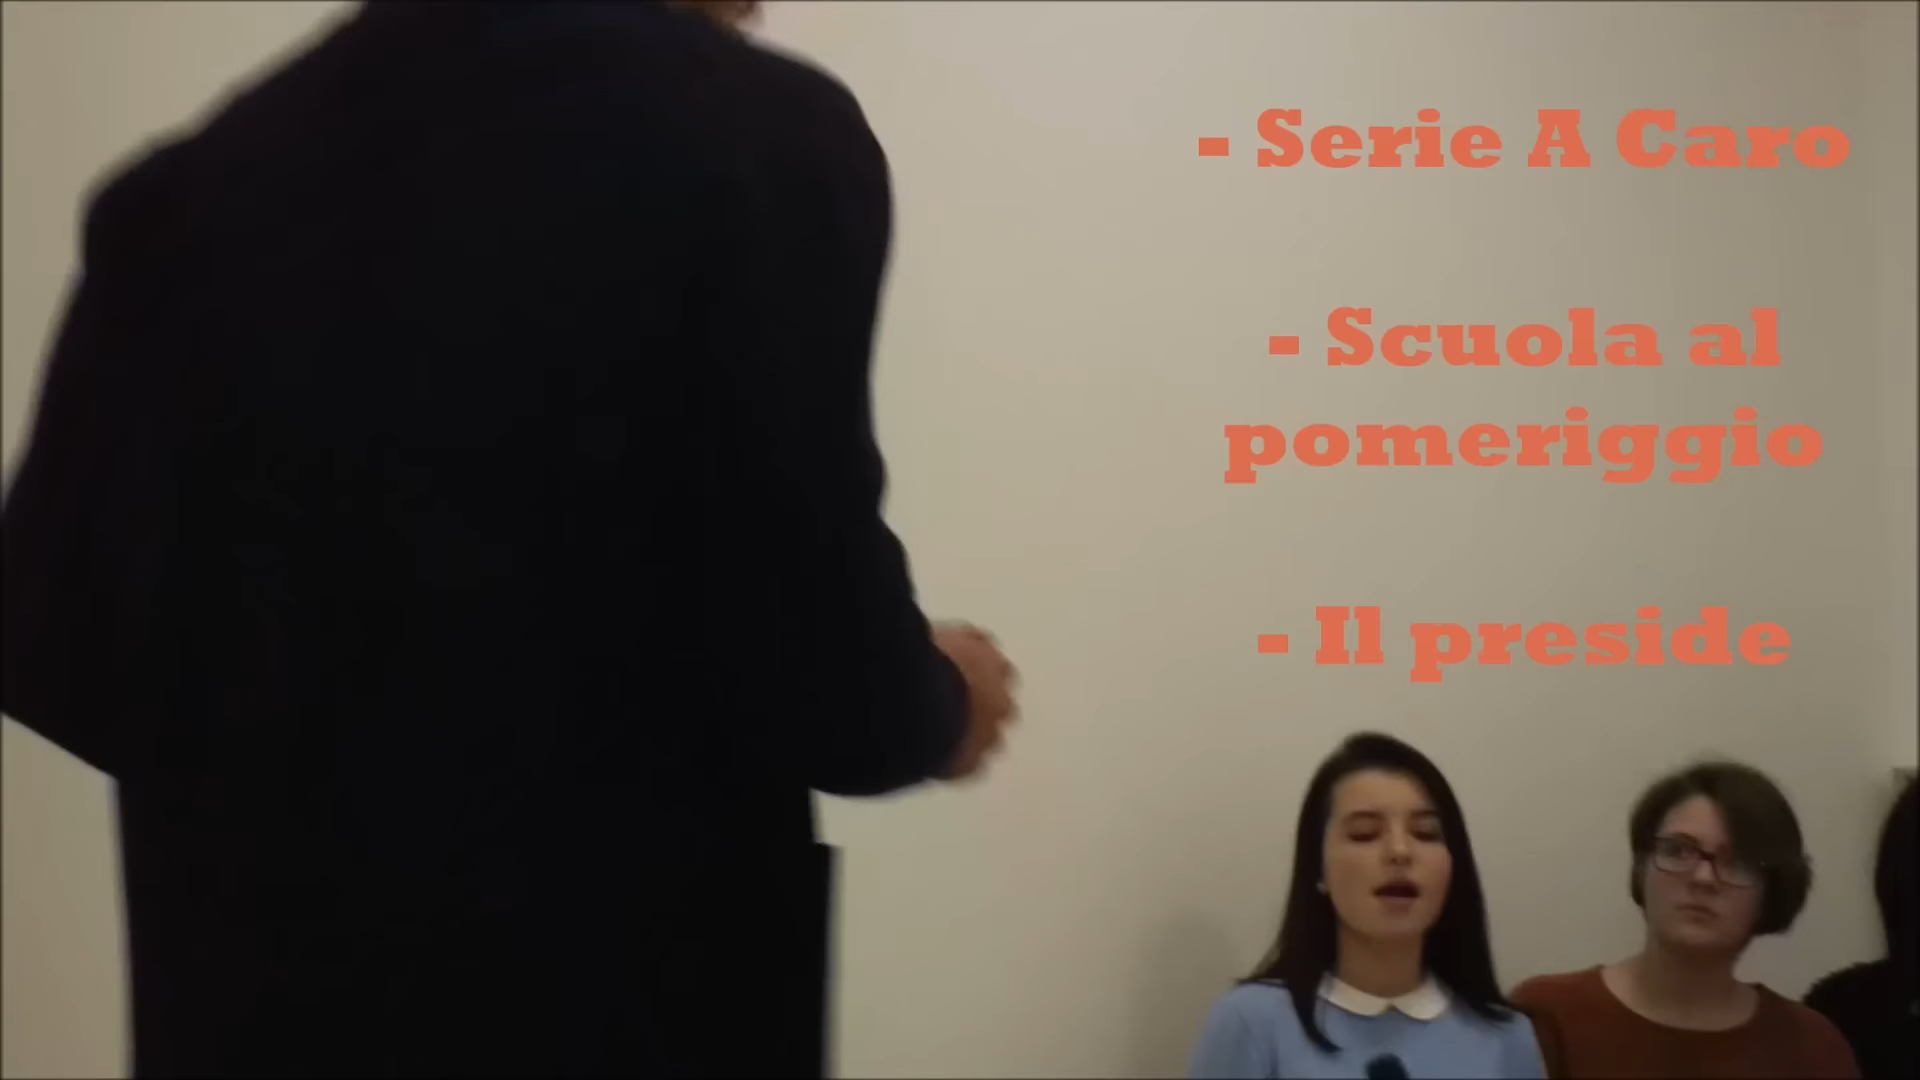 - Serie A Caro
- Scuola al
pomeriggio
- Il preside